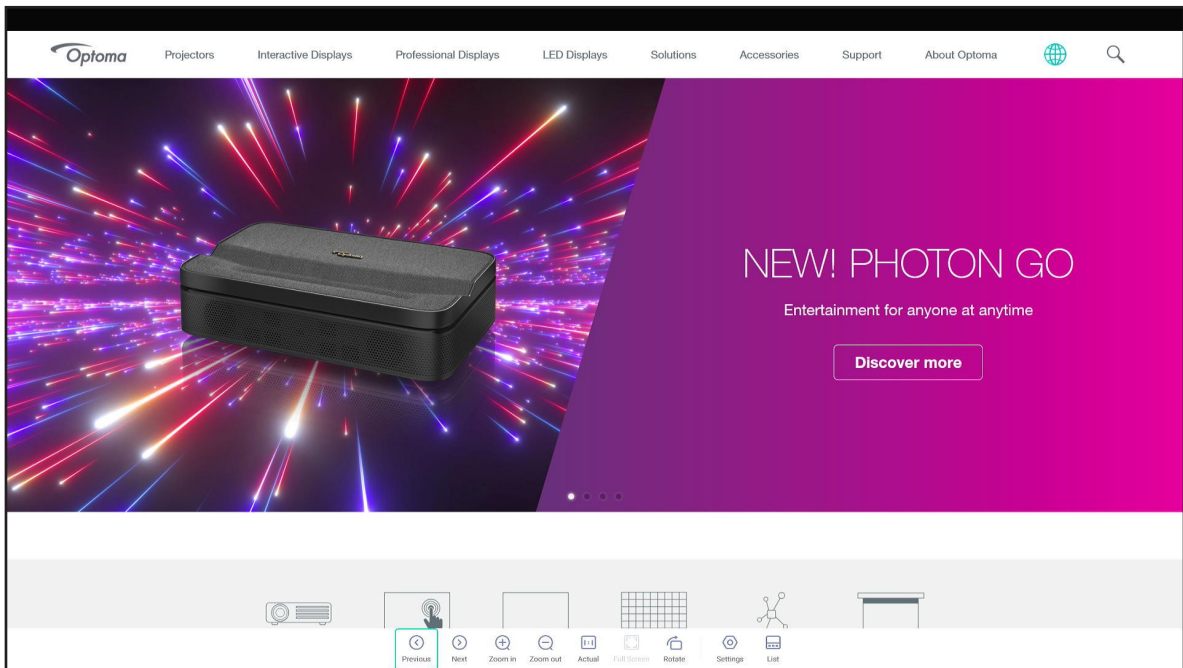 Optoma
Projectors
Interactive Displays
Professional Displays
LED Displays
Solutions
Accessories
Support
About Optoma
Optoma
NEW! PHOTON GO
Entertainment for anyone at anytime
Discover more
Previous
Next
Zoom in
Zoom out
Actual
Full Screen
Rotate
Settings
List